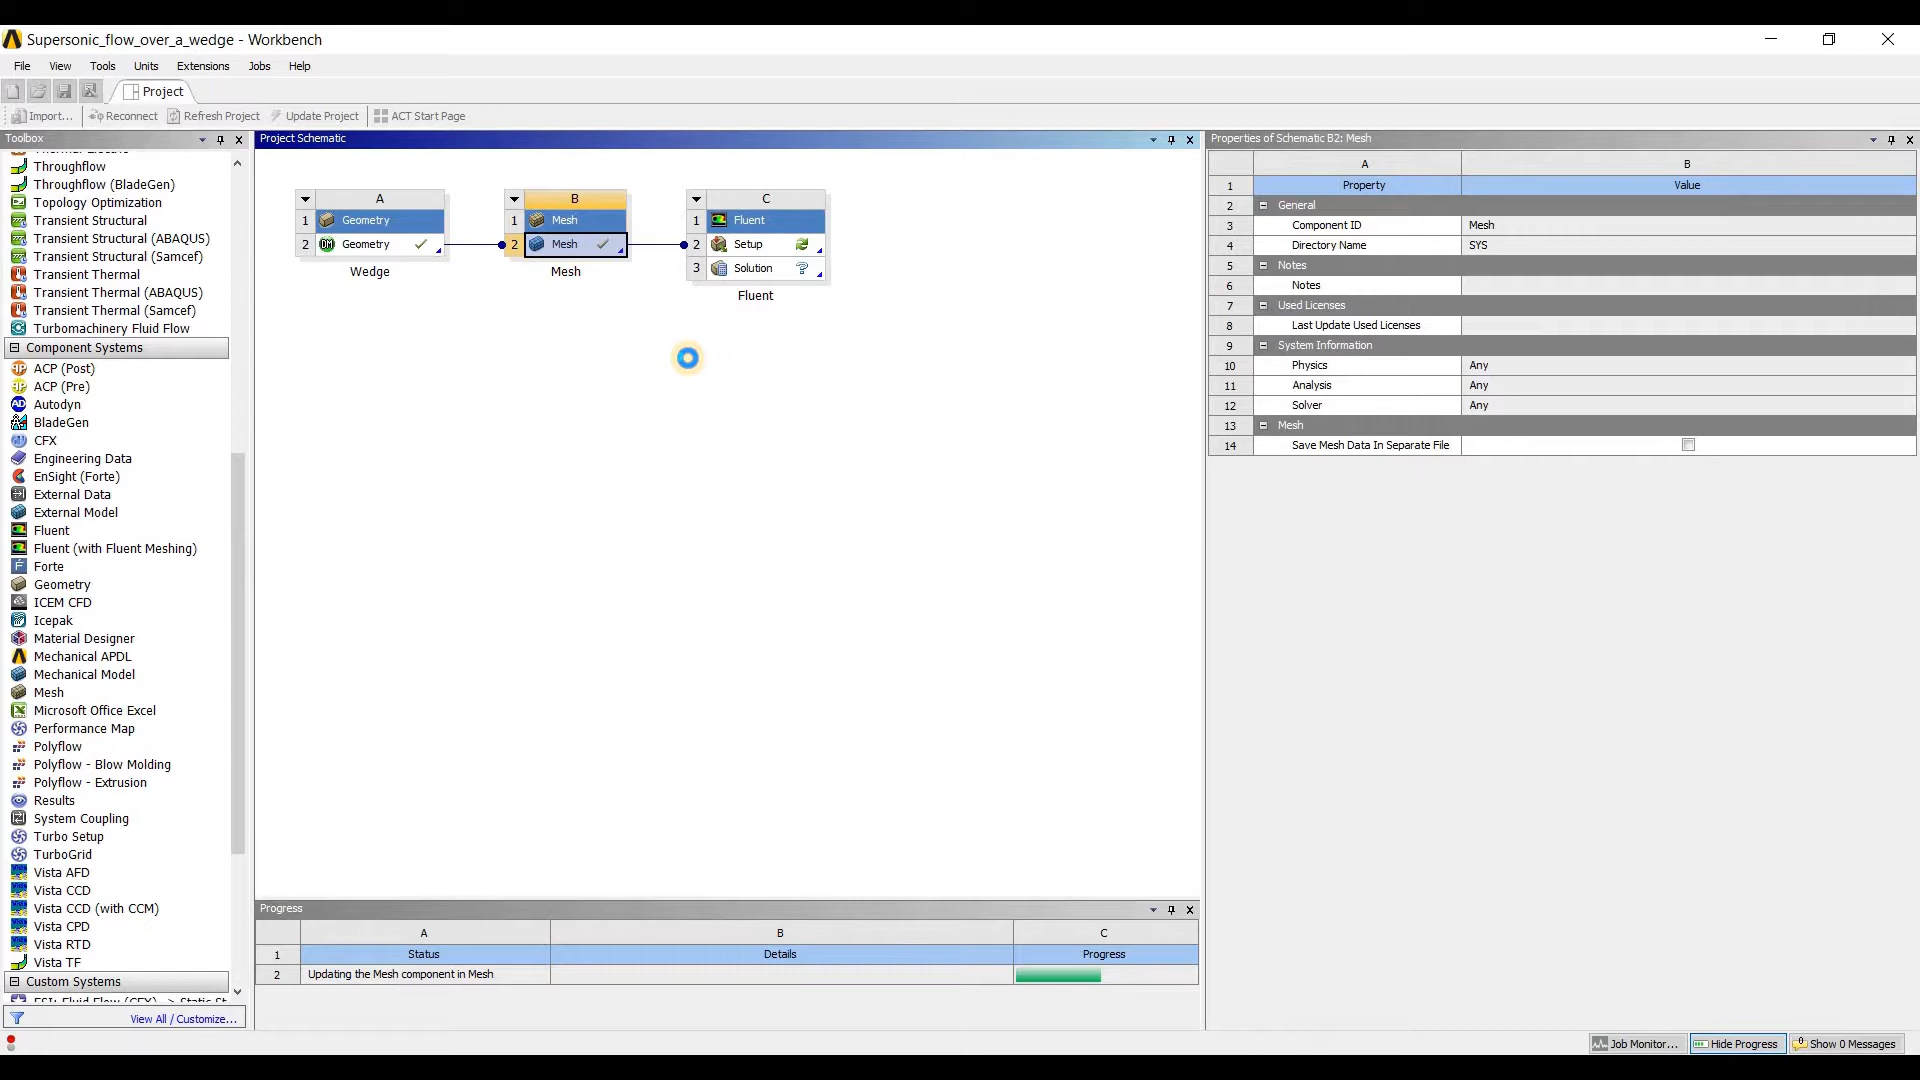 Supersonic_flow_over_a_wedge - Workbench
File View Tools Units Extensions Jobs Help
Project
Import... Reconnect Refresh Project Update Project ACT Start Page
Toolbox
Throughflow
Throughflow (BladeGen)
Topology Optimization
Transient Structural
Transient Structural (ABAQUS)
Transient Structural (Samcef)
Transient Thermal
Transient Thermal (ABAQUS)
Transient Thermal (Samcef)
Turbomachinery Fluid Flow
Component Systems
ACP (Post)
ACP (Pre)
Autodyn
BladeGen
CFX
Engineering Data
EnSight (Forte)
External Data
External Model
Fluent
Fluent (with Fluent Meshing)
Forte
Geometry
ICEM CFD
Icepak
Material Designer
Mechanical APDL
Mechanical Model
Mesh
Microsoft Office Excel
Performance Map
Polyflow
Polyflow - Blow Molding
Polyflow - Extrusion
Results
System Coupling
Turbo Setup
TurboGrid
Vista AFD
Vista CCD
Vista CCD (with CCM)
Vista CPD
Vista RTD
Vista TF
Custom Systems
View All / Customize...
Project Schematic
A
1 Geometry
2 DM Geometry
Wedge
B
1 Mesh
2 Mesh
Mesh
C
1 Fluent
2 Setup
3 Solution
Fluent
Progress
A B C
1 Status Details Progress
2 Updating the Mesh component in Mesh
Properties of Schematic B2: Mesh
A B
1 Property Value
2 General
3 Component ID Mesh
4 Directory Name SYS
5 Notes
6 Notes
7 Used Licenses
8 Last Update Used Licenses
9 System Information
10 Physics Any
11 Analysis Any
12 Solver Any
13 Mesh
14 Save Mesh Data In Separate File
Job Monitor... Hide Progress Show 0 Messages